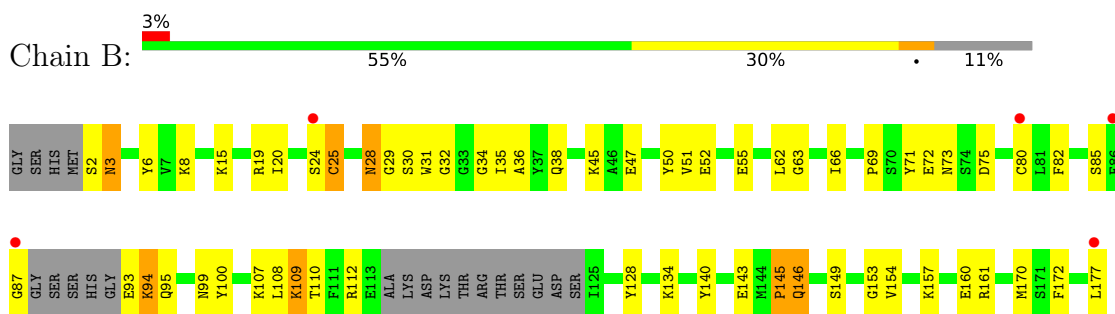 3%
Chain B:
55% 30% • 11%
GLY SER HIS MET S2 N3 Y6 V7 K8 K15 R19 I20 S24 C25 N28 G29 S30 W31 G32 G33 G34 I35 A36 Y37 Q38 K45 A46 E47 Y50 V51 E52 E55 L62 G63 I66 P69 S70 Y71 E72 N73 S74 D75 C80 L81 F82 S85 E86
G87 GLY SER SER HIS GLY E93 K94 Q95 N99 Y100 K107 L108 K109 T110 F111 R112 E113 ALA LYS ASP LYS THR ARG THR SER GLU ASP SER I125 Y128 K134 Y140 E143 M144 P145 Q146 S149 G153 V154 K157 E160 R161 M170 S171 F172 L177